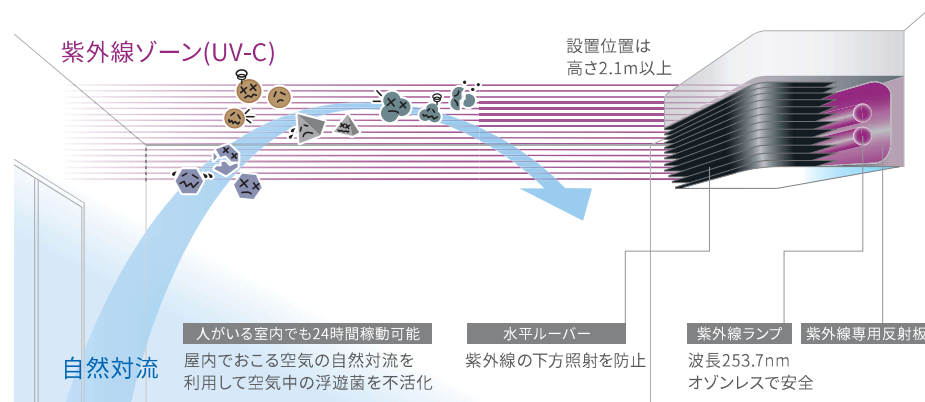 紫外線ゾーン(UV-C)
設置位置は
高さ2.1m以上
人がいる室内でも24時間稼動可能
水平ルーバー
紫外線ランプ
紫外線専用反射板
自然対流
屋内でおこる空気の自然対流を
利用して空気中の浮遊菌を不活化
紫外線の下方照射を防止
波長253.7nm
オゾンレスで安全